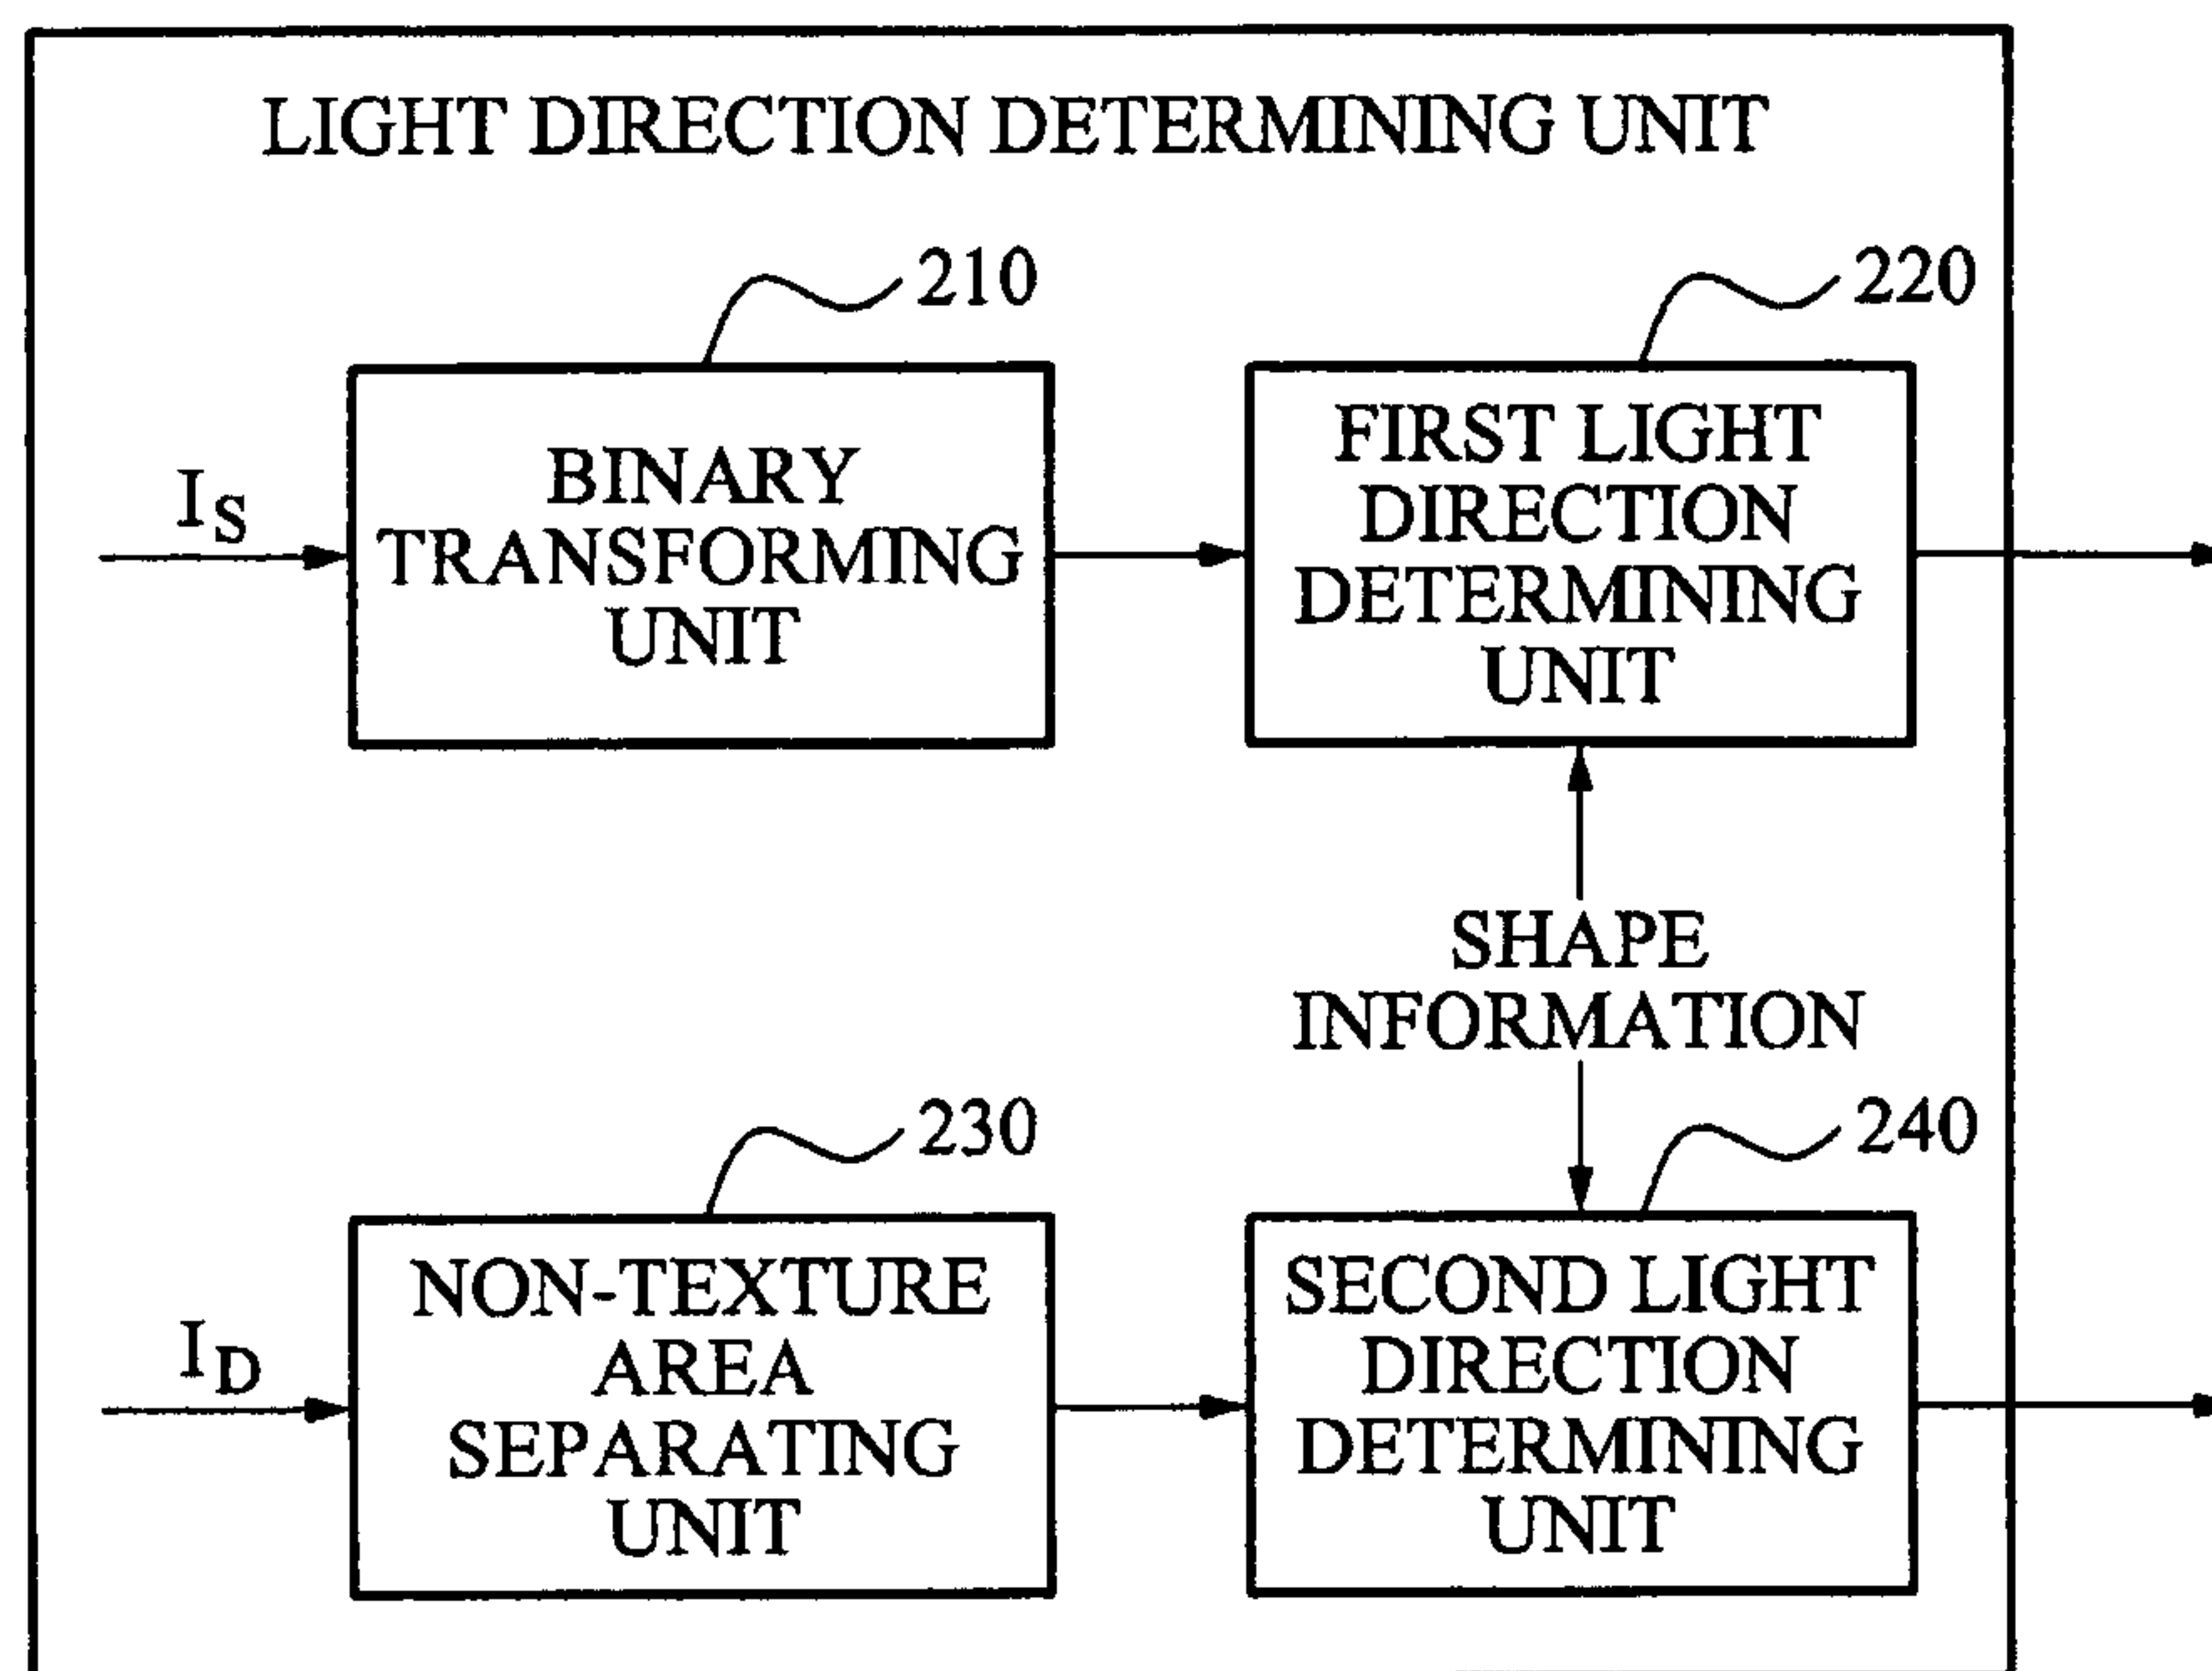 LIGHT DIRECTION DETERMINING UNIT
210
220
I_S
BINARY
TRANSFORMING
UNIT
FIRST LIGHT
DIRECTION
DETERMINING
UNIT
SHAPE
INFORMATION
230
240
I_D
NON-TEXTURE
AREA
SEPARATING
UNIT
SECOND LIGHT
DIRECTION
DETERMINING
UNIT